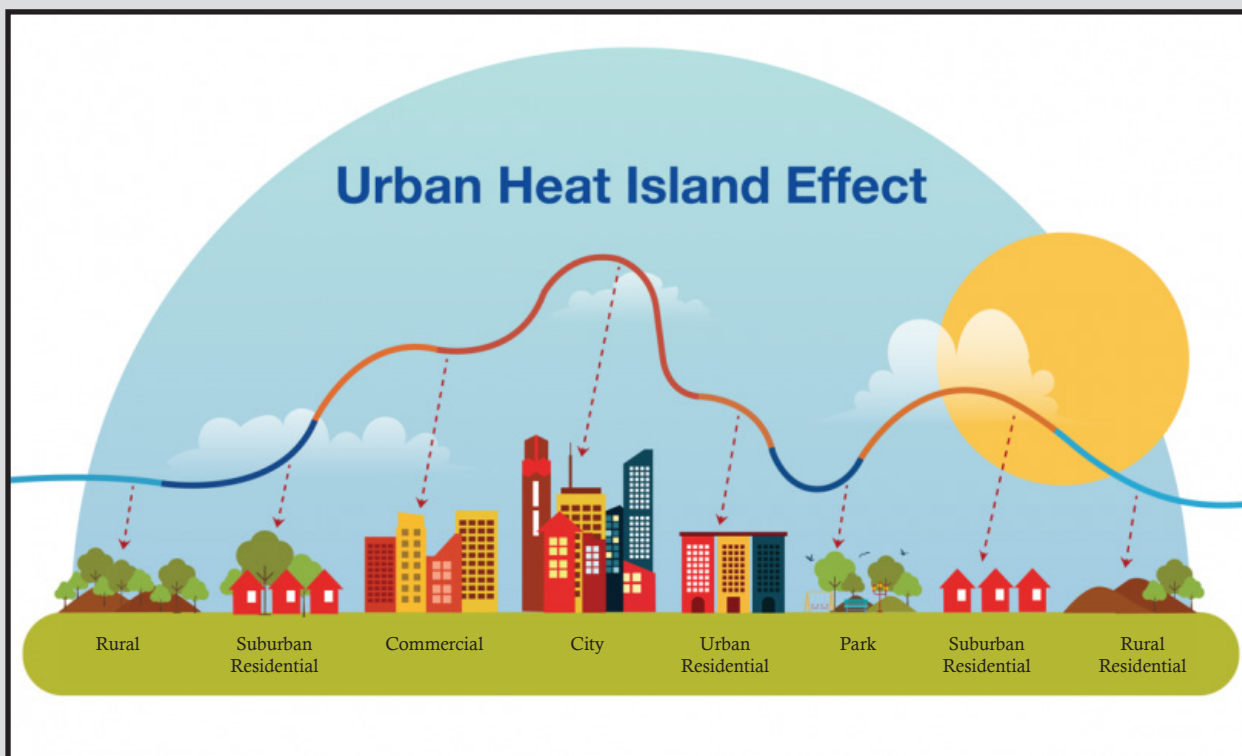 Urban Heat Island Effect
Rural
Suburban
Residential
Commercial
City
Urban
Residential
Park
Suburban
Residential
Rural
Residential